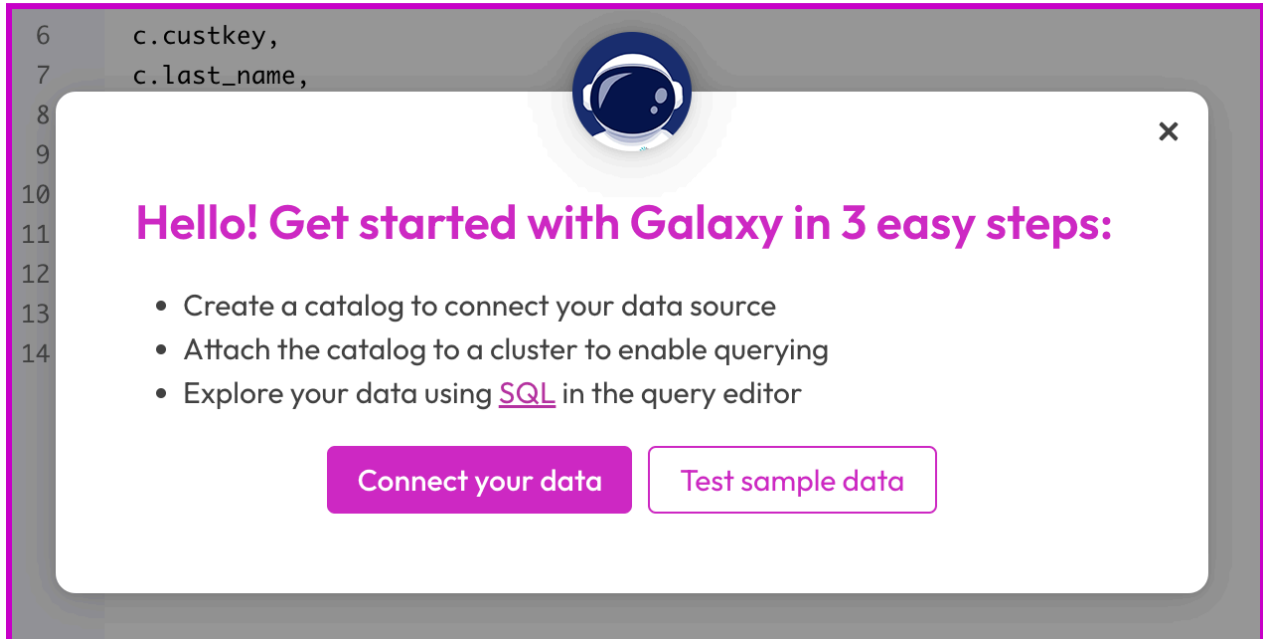 6 c.custkey,
7 c.last_name,
8
9
10
11
12
13
14
×
Hello! Get started with Galaxy in 3 easy steps:
• Create a catalog to connect your data source
• Attach the catalog to a cluster to enable querying
• Explore your data using SQL in the query editor
Connect your data Test sample data